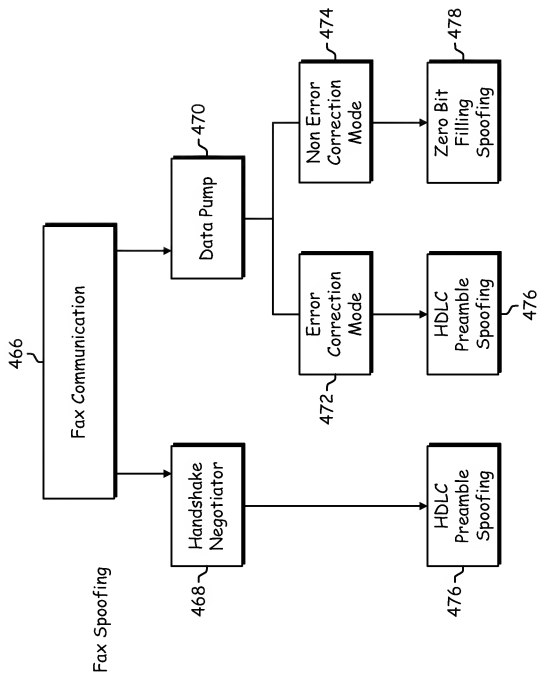 Fax Spoofing
466
Fax Communication
468
Handshake
Negotiator
470
Data Pump
472
Error
Correction
Mode
474
Non Error
Correction
Mode
476
HDLC
Preamble
Spoofing
HDLC
Preamble
Spoofing
476
478
Zero Bit
Filling
Spoofing